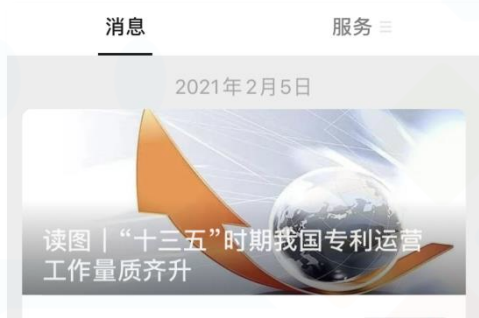 消息
服务
2021年2月5日
读图｜“十三五”时期我国专利运营
工作量质齐升